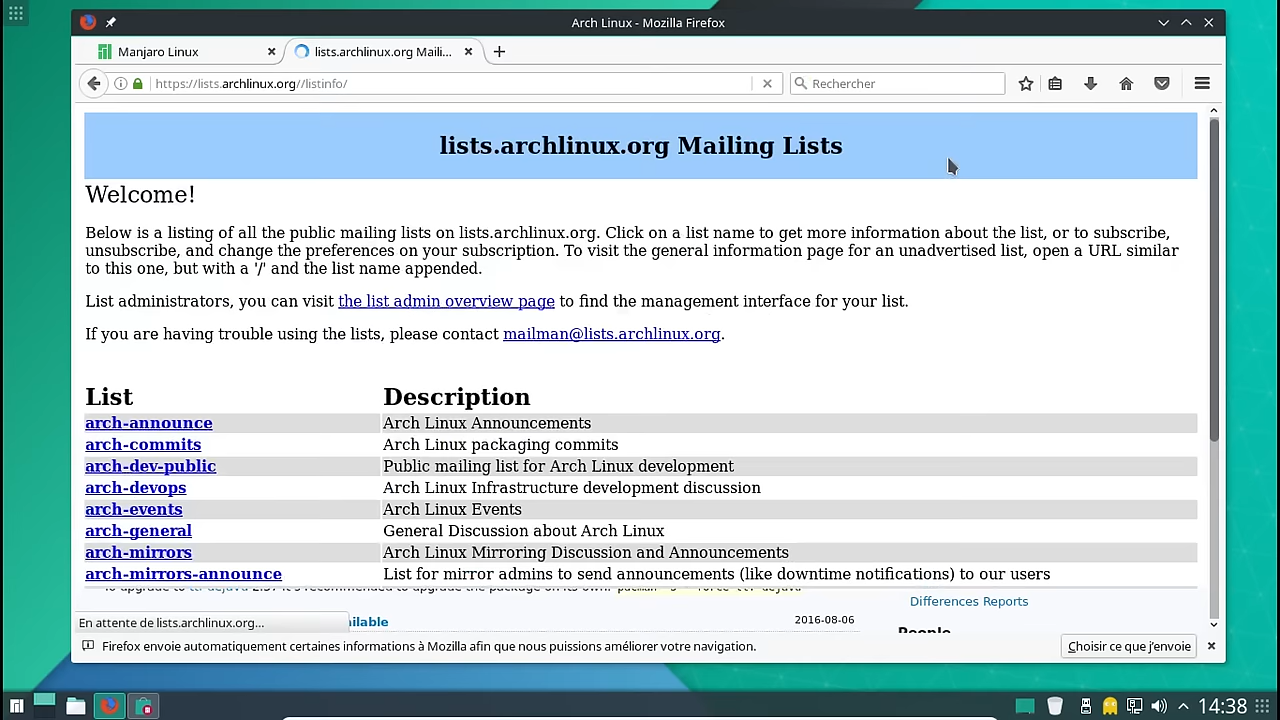 Arch Linux - Mozilla Firefox
Manjaro Linux
lists.archlinux.org Maili...
https://lists.archlinux.org//listinfo/
Rechercher
lists.archlinux.org Mailing Lists
Welcome!
Below is a listing of all the public mailing lists on lists.archlinux.org. Click on a list name to get more information about the list, or to subscribe,
unsubscribe, and change the preferences on your subscription. To visit the general information page for an unadvertised list, open a URL similar
to this one, but with a '/' and the list name appended.
List administrators, you can visit the list admin overview page to find the management interface for your list.
If you are having trouble using the lists, please contact mailman@lists.archlinux.org.
List Description
arch-announce Arch Linux Announcements
arch-commits Arch Linux packaging commits
arch-dev-public Public mailing list for Arch Linux development
arch-devops Arch Linux Infrastructure development discussion
arch-events Arch Linux Events
arch-general General Discussion about Arch Linux
arch-mirrors Arch Linux Mirroring Discussion and Announcements
arch-mirrors-announce List for mirror admins to send announcements (like downtime notifications) to our users
Differences Reports
En attente de lists.archlinux.org...
ilable
2016-08-06
People
Firefox envoie automatiquement certaines informations à Mozilla afin que nous puissions améliorer votre navigation.
Choisir ce que j'envoie
14:38